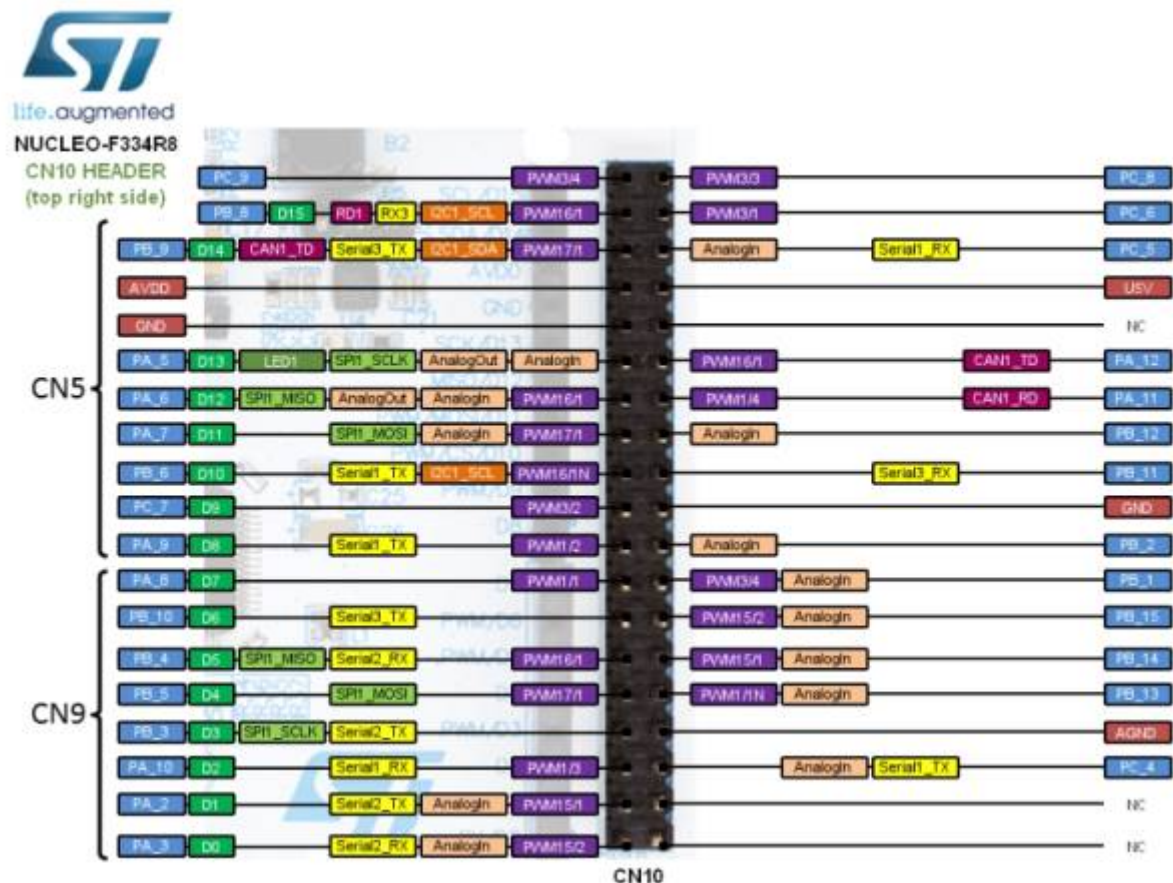 life.augmented
NUCLEO-F334R8
CN10 HEADER
(top right side)
PC_9 PWM3/4 PWM3/3 PC_8
PB_8 D15 RD1 RX3 I2C1_SCL PWM16/1 PWM3/1 PC_6
PB_9 D14 CAN1_TD Serial3_TX I2C1_SDA PWM17/1 AnalogIn Serial1_RX PC_5
AVDD U5V
GND NC
PA_5 D13 LED1 SPI1_SCLK AnalogOut AnalogIn PWM16/1 CAN1_TD PA_12
CN5
PA_6 D12 SPI1_MISO AnalogOut AnalogIn PWM16/1 PWM1/4 CAN1_RD PA_11
PA_7 D11 SPI1_MOSI AnalogIn PWM17/1 AnalogIn PB_12
PB_6 D10 Serial1_TX I2C1_SCL PWM16/1N Serial3_RX PB_11
PC_7 D9 PWM3/2 GND
PA_9 D8 Serial1_TX PWM1/2 AnalogIn PB_2
PA_8 D7 PWM1/1 PWM3/4 AnalogIn PB_1
PB_10 D6 Serial3_TX PWM15/2 AnalogIn PB_15
PB_4 D5 SPI1_MISO Serial2_RX PWM16/1 PWM15/1 AnalogIn PB_14
PB_5 D4 SPI1_MOSI PWM17/1 PWM1/1N AnalogIn PB_13
CN9
PB_3 D3 SPI1_SCLK Serial2_TX AGND
PA_10 D2 Serial1_RX PWM1/3 AnalogIn Serial1_TX PC_4
PA_2 D1 Serial2_TX AnalogIn PWM15/1 NC
PA_3 D0 Serial2_RX AnalogIn PWM15/2 NC
CN10